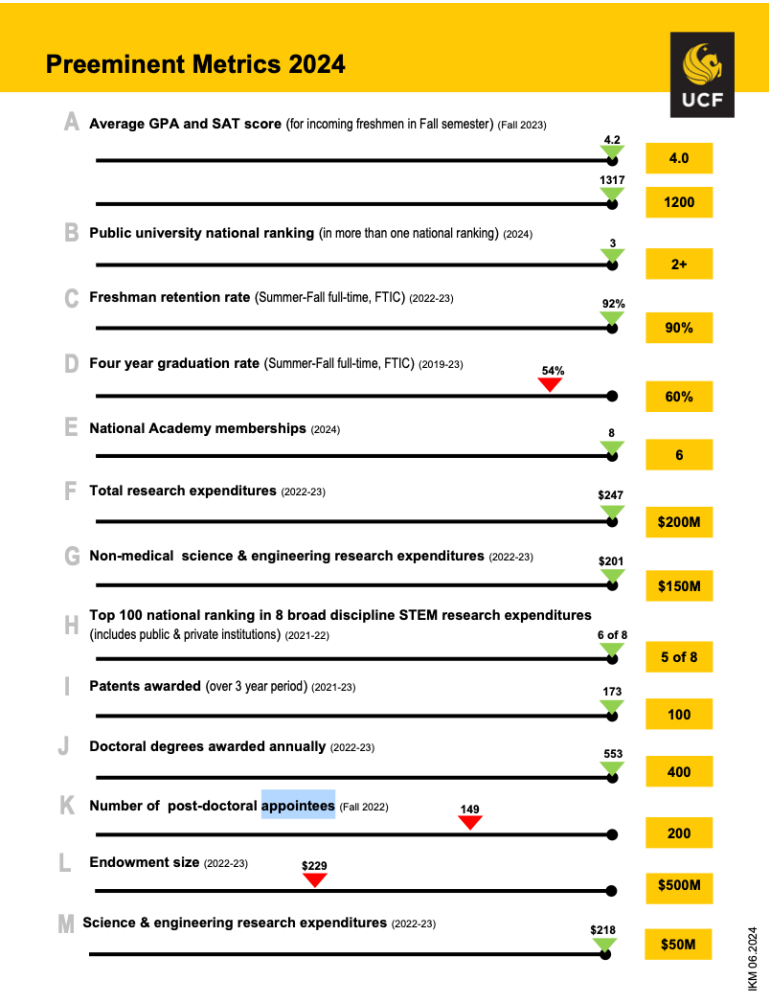 Preeminent Metrics 2024
UCF
A Average GPA and SAT score (for incoming freshmen in Fall semester) (Fall 2023)
4.2
4.0
1317
1200
B Public university national ranking (in more than one national ranking) (2024)
3
2+
C Freshman retention rate (Summer-Fall full-time, FTIC) (2022-23)
92%
90%
D Four year graduation rate (Summer-Fall full-time, FTIC) (2019-23)
54%
60%
E National Academy memberships (2024)
8
6
F Total research expenditures (2022-23)
$247
$200M
G Non-medical science & engineering research expenditures (2022-23)
$201
$150M
H Top 100 national ranking in 8 broad discipline STEM research expenditures
(includes public & private institutions) (2021-22)
6 of 8
5 of 8
I Patents awarded (over 3 year period) (2021-23)
173
100
J Doctoral degrees awarded annually (2022-23)
553
400
K Number of post-doctoral appointees (Fall 2022)
149
200
L Endowment size (2022-23)
$229
$500M
M Science & engineering research expenditures (2022-23)
$218
$50M
IKM 06.2024